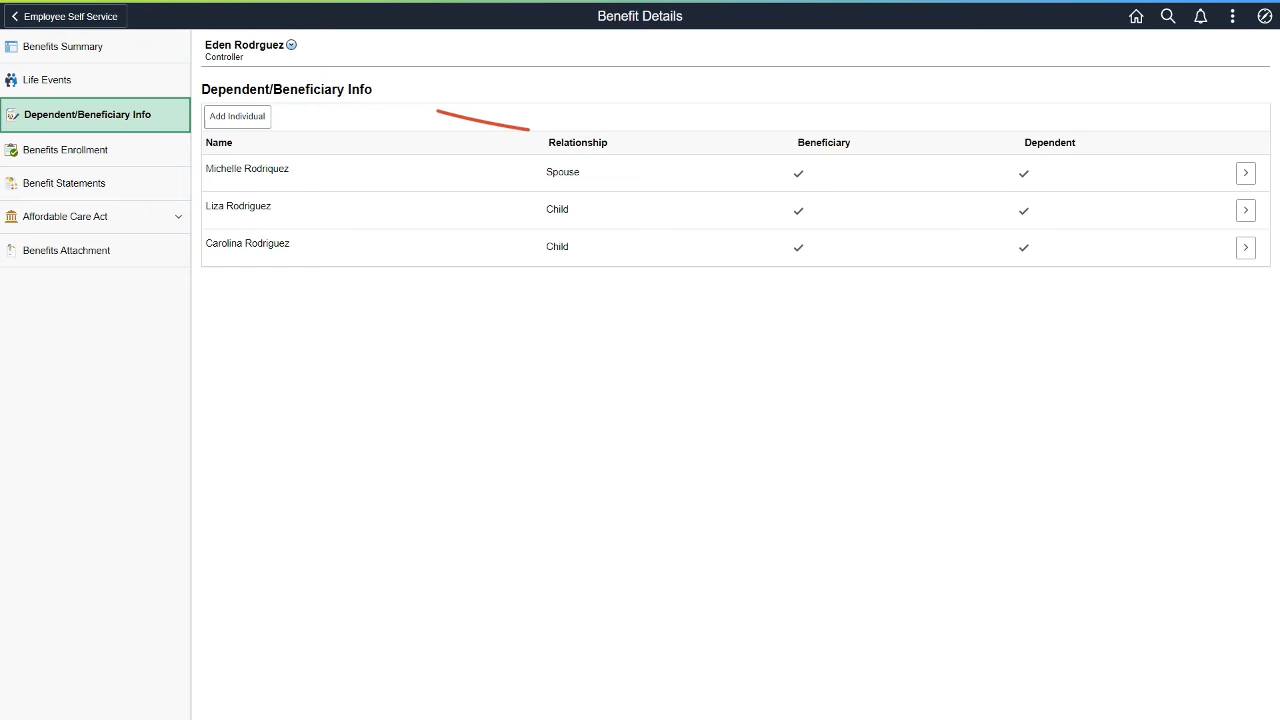 Employee Self Service
Benefit Details
Benefits Summary
Life Events
Dependent/Beneficiary Info
Benefits Enrollment
Benefit Statements
Affordable Care Act
Benefits Attachment
Eden Rodrguez
Controller
Dependent/Beneficiary Info
Add Individual
Name Relationship Beneficiary Dependent
Michelle Rodriquez Spouse
Liza Rodriguez Child
Carolina Rodriguez Child